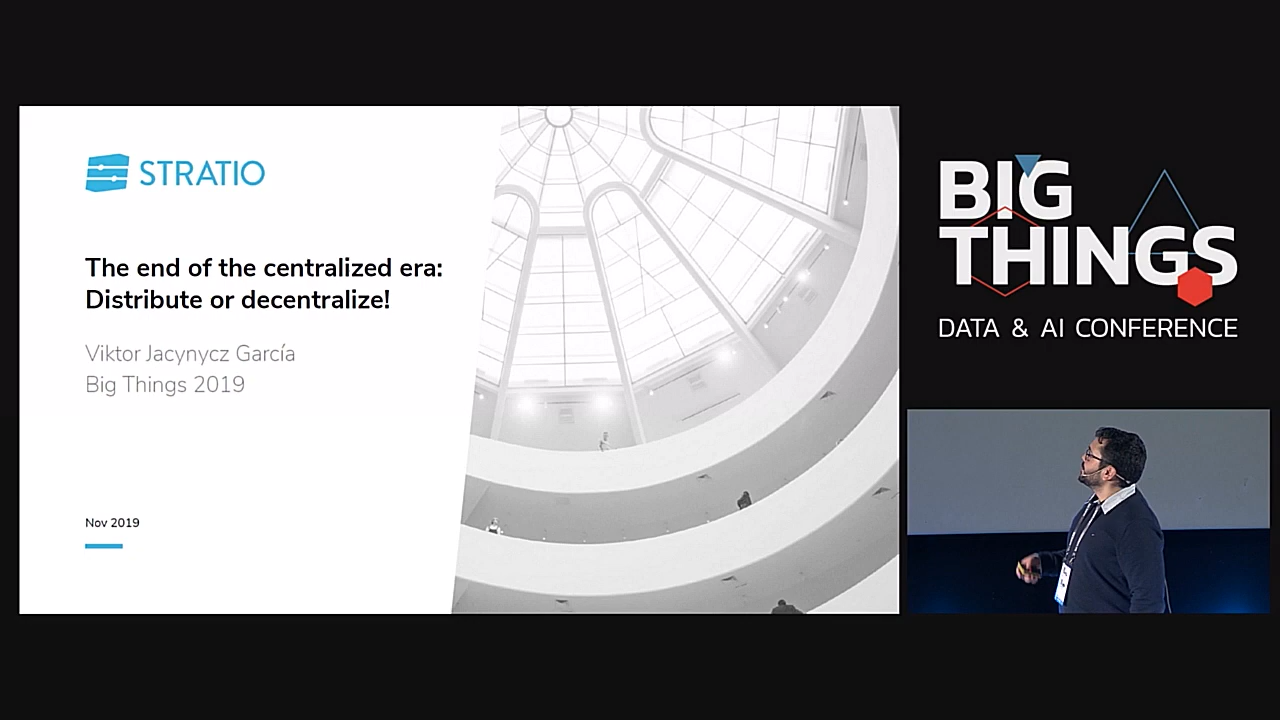 STRATIO
The end of the centralized era:
Distribute or decentralize!
Viktor Jacynycz García
Big Things 2019
Nov 2019
BIG
THINGS
DATA & AI CONFERENCE